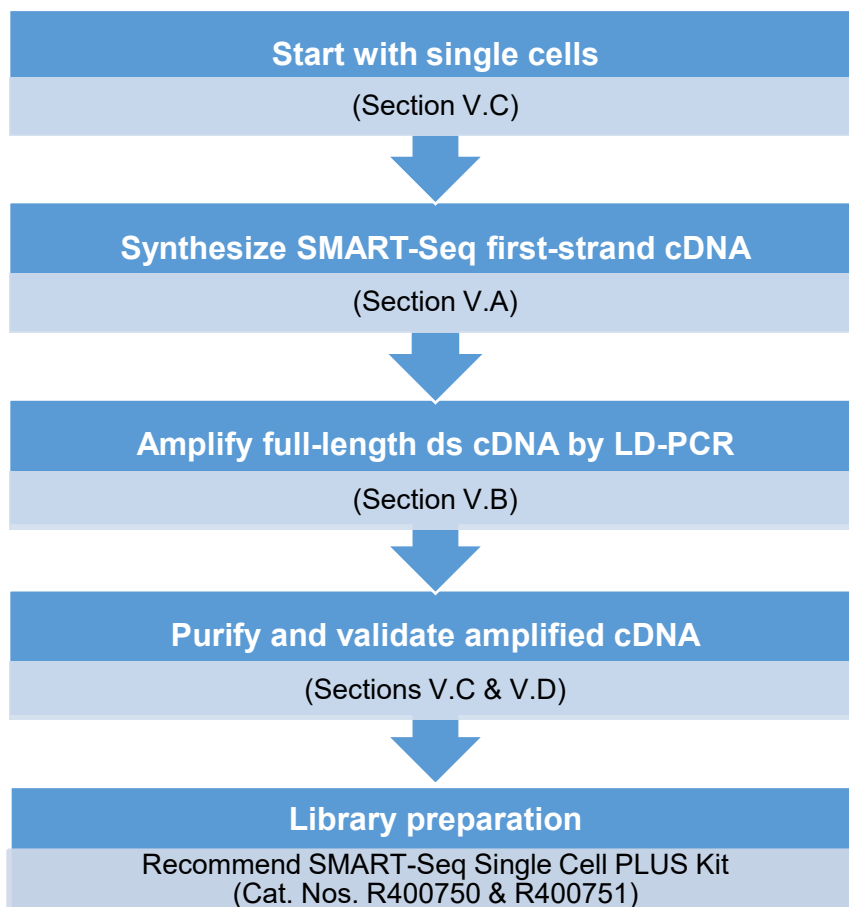 Start with single cells
(Section V.C)
Synthesize SMART-Seq first-strand cDNA
(Section V.A)
Amplify full-length ds cDNA by LD-PCR
(Section V.B)
Purify and validate amplified cDNA
(Sections V.C & V.D)
Library preparation
Recommend SMART-Seq Single Cell PLUS Kit
(Cat. Nos. R400750 & R400751)